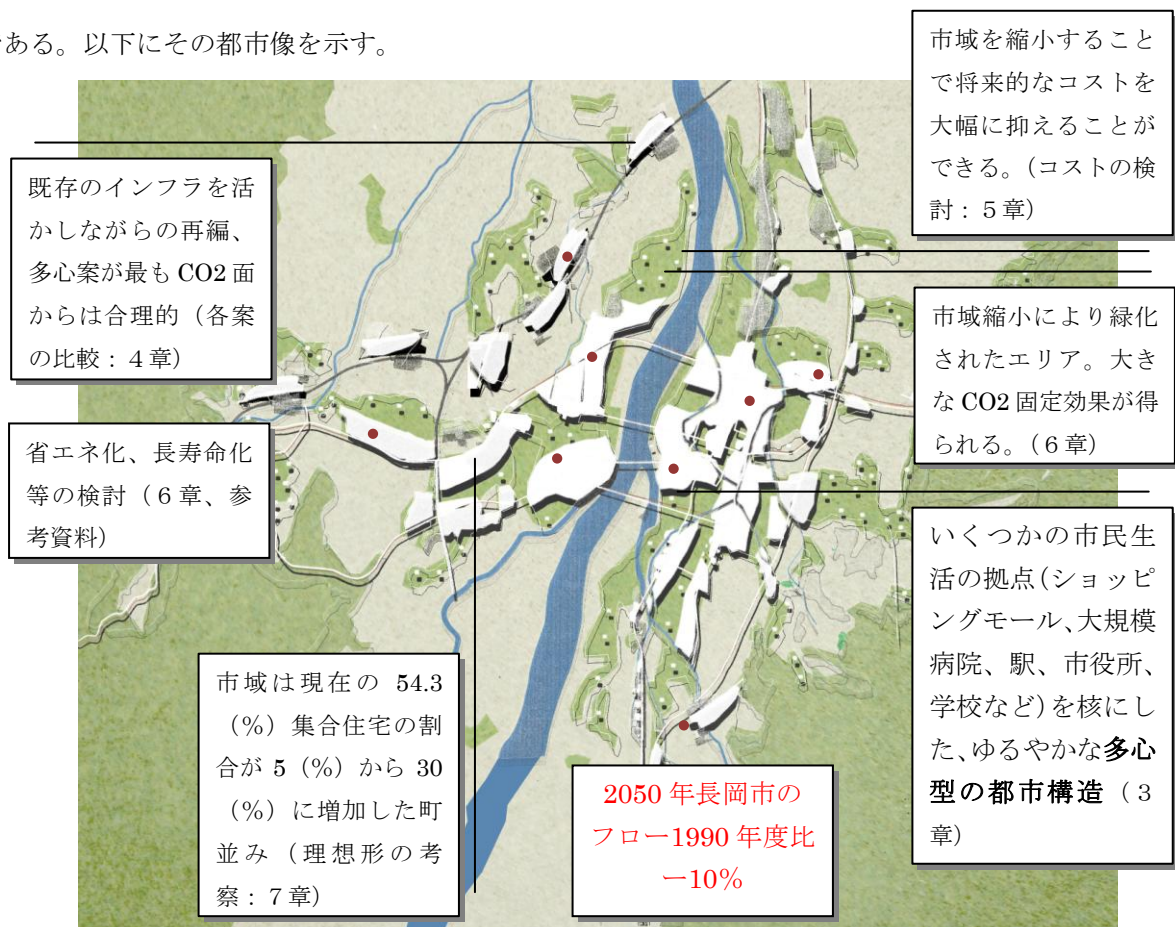 である。以下にその都市像を示す。
市域を縮小すること
で将来的なコストを
大幅に抑えることが
できる。（コストの検
討：５章）
既存のインフラを活
かしながらの再編、
多心案が最も CO2 面
からは合理的（各案
の比較：４章）
市域縮小により緑化
されたエリア。大き
な CO2 固定効果が得
られる。（６章）
省エネ化、長寿命化
等の検討（６章、参
考資料）
いくつかの市民生
活の拠点（ショッピ
ングモール、大規模
病院、駅、市役所、
学校など）を核にし
た、ゆるやかな多心
型の都市構造（３
章）
市域は現在の 54.3
（%）集合住宅の割
合が 5（%）から 30
（%）に増加した町
並み（理想形の考
察：７章）
2050 年長岡市の
フロー1990 年度比
ー10%